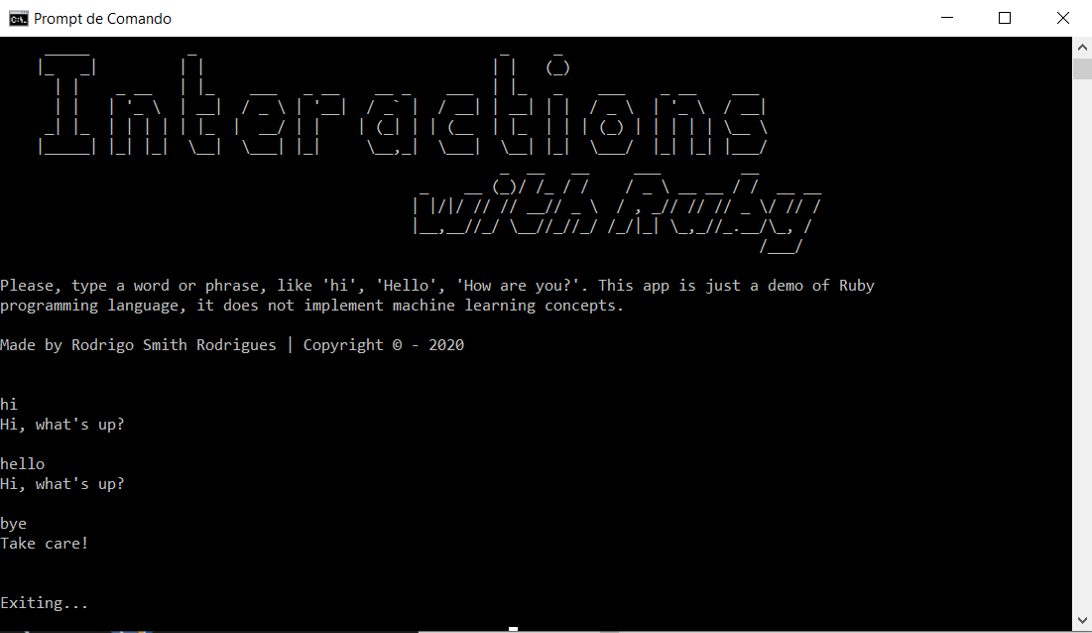 Prompt de Comando
Interactions
with Ruby
Please, type a word or phrase, like 'hi', 'Hello', 'How are you?'. This app is just a demo of Ruby
programming language, it does not implement machine learning concepts.
Made by Rodrigo Smith Rodrigues | Copyright © - 2020
hi
Hi, what's up?
hello
Hi, what's up?
bye
Take care!
Exiting...